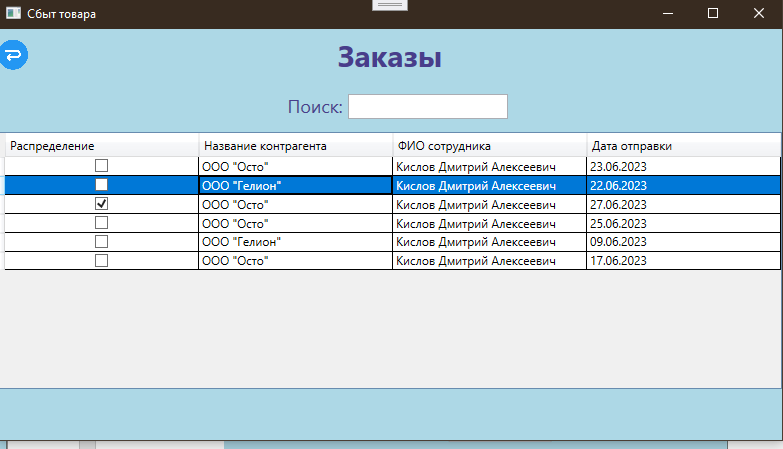 Сбыт товара
Заказы
Поиск:
Распределение Название контрагента ФИО сотрудника Дата отправки
ООО "Осто" Кислов Дмитрий Алексеевич 23.06.2023
ООО "Гелион" Кислов Дмитрий Алексеевич 22.06.2023
ООО "Осто" Кислов Дмитрий Алексеевич 27.06.2023
ООО "Осто" Кислов Дмитрий Алексеевич 25.06.2023
ООО "Гелион" Кислов Дмитрий Алексеевич 09.06.2023
ООО "Осто" Кислов Дмитрий Алексеевич 17.06.2023